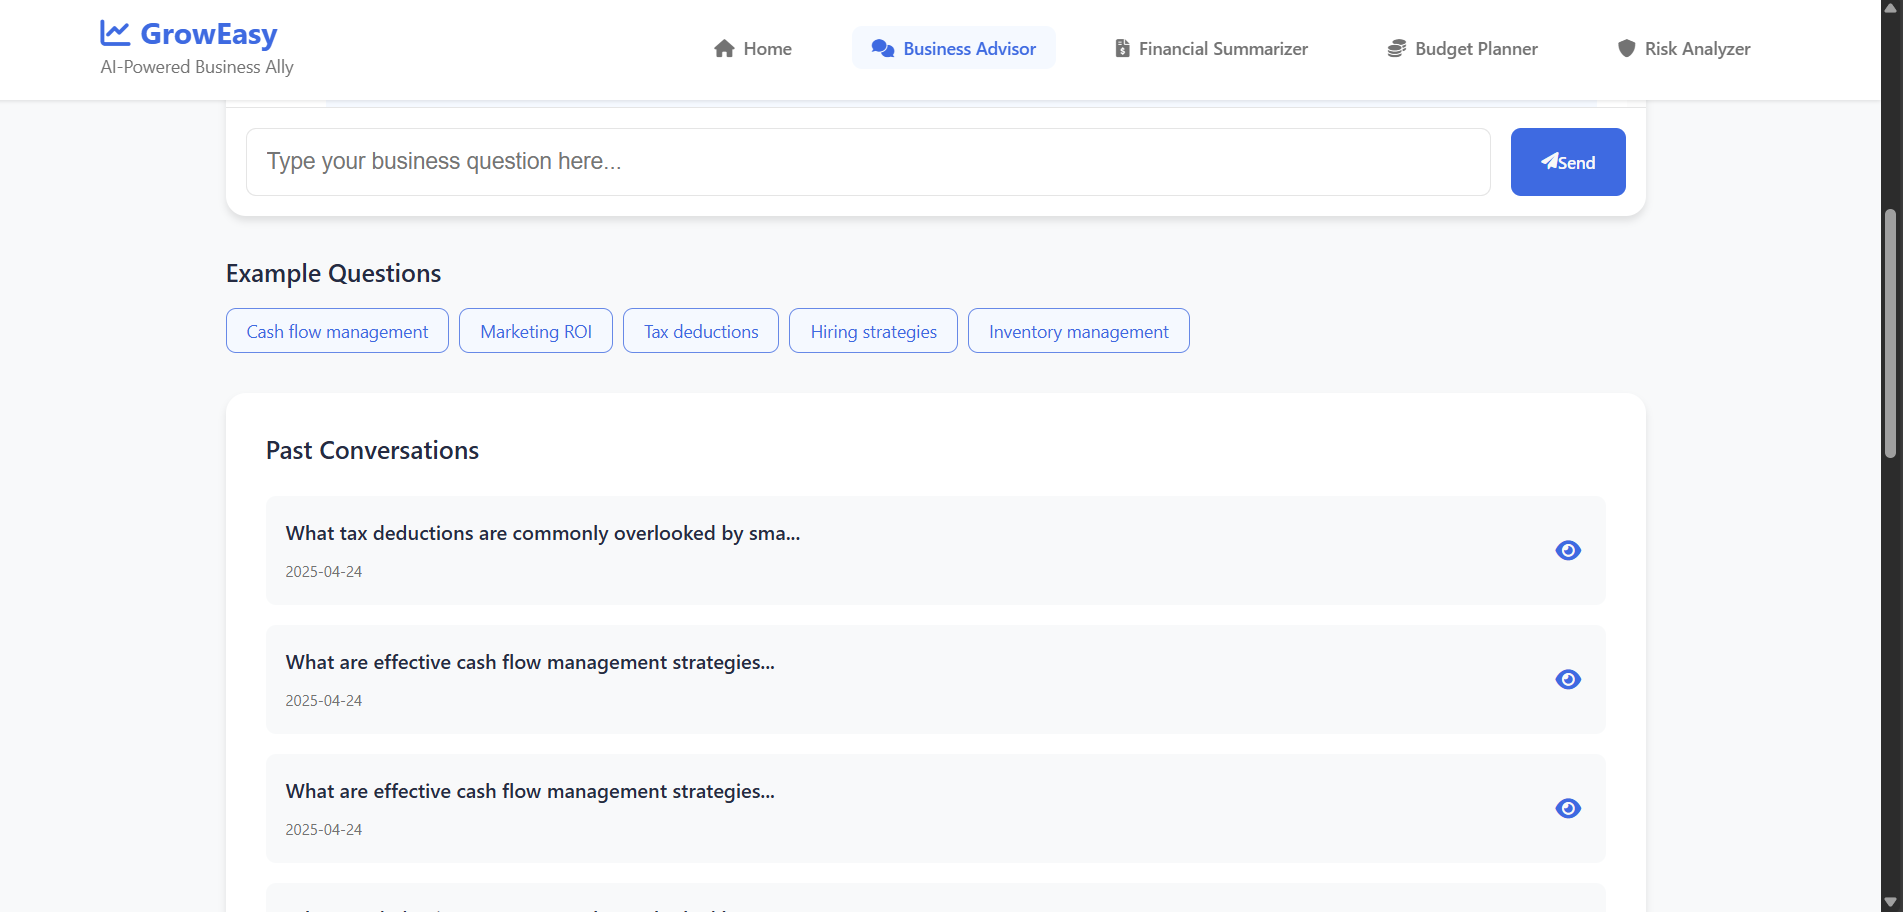 GrowEasy
AI-Powered Business Ally
Home
Business Advisor
Financial Summarizer
Budget Planner
Risk Analyzer
Type your business question here...
Send
Example Questions
Cash flow management
Marketing ROI
Tax deductions
Hiring strategies
Inventory management
Past Conversations
What tax deductions are commonly overlooked by sma...
2025-04-24
What are effective cash flow management strategies...
2025-04-24
What are effective cash flow management strategies...
2025-04-24